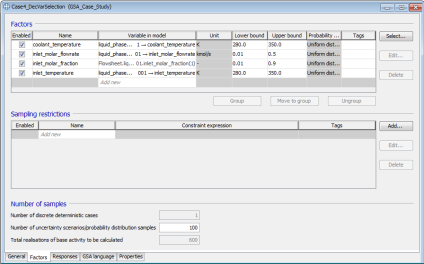 Case4_DecVarSelection (GSA_Case_Study)
Factors
Enabled Name Variable in model Unit Lower bound Upper bound Probability ... Tags
coolant_temperature liquid_phase... 1→coolant_temperature K 280.0 350.0 Uniform dist...
inlet_molar_flowrate liquid_phase... 01→inlet_molar_flowrate kmol/s 0.01 0.5 Uniform dist...
inlet_molar_fraction Flowsheet.liq... 01.inlet_molar_fraction(1) - 0.01 0.9 Uniform dist...
inlet_temperature liquid_phase... 001→inlet_temperature K 280.0 350.0 Uniform dist...
Add new
Select...
Edit...
Delete
Group Move to group Ungroup
Sampling restrictions
Enabled Name Constraint expression Tags
Add new
Add...
Edit...
Delete
Number of samples
Number of discrete deterministic cases 1
Number of uncertainty scenarios/probability distribution samples 100
Total realisations of base activity to be calculated
General Factors Responses GSA language Properties